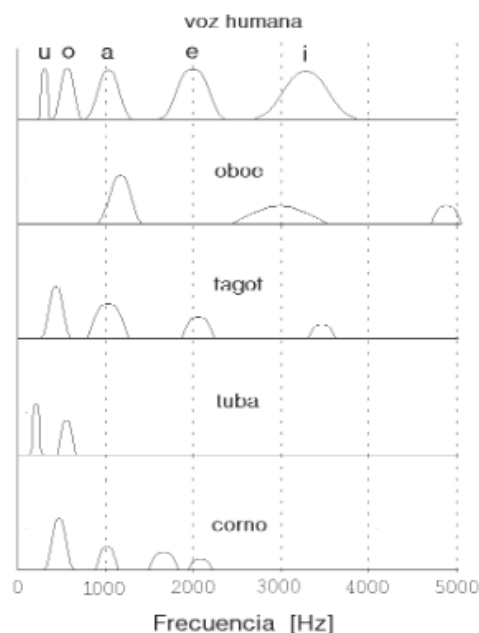 voz humana
u o a e i
oboe
fagot
tuba
corno
0 1000 2000 3000 4000 5000
Frecuencia [Hz]